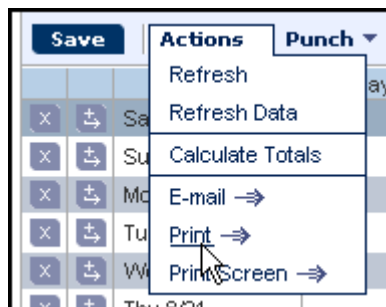 Save Actions Punch
ay
Refresh
Sa Refresh Data
Su Calculate Totals
Mo E-mail
Tu Print
We Print Screen
Thu 8/21